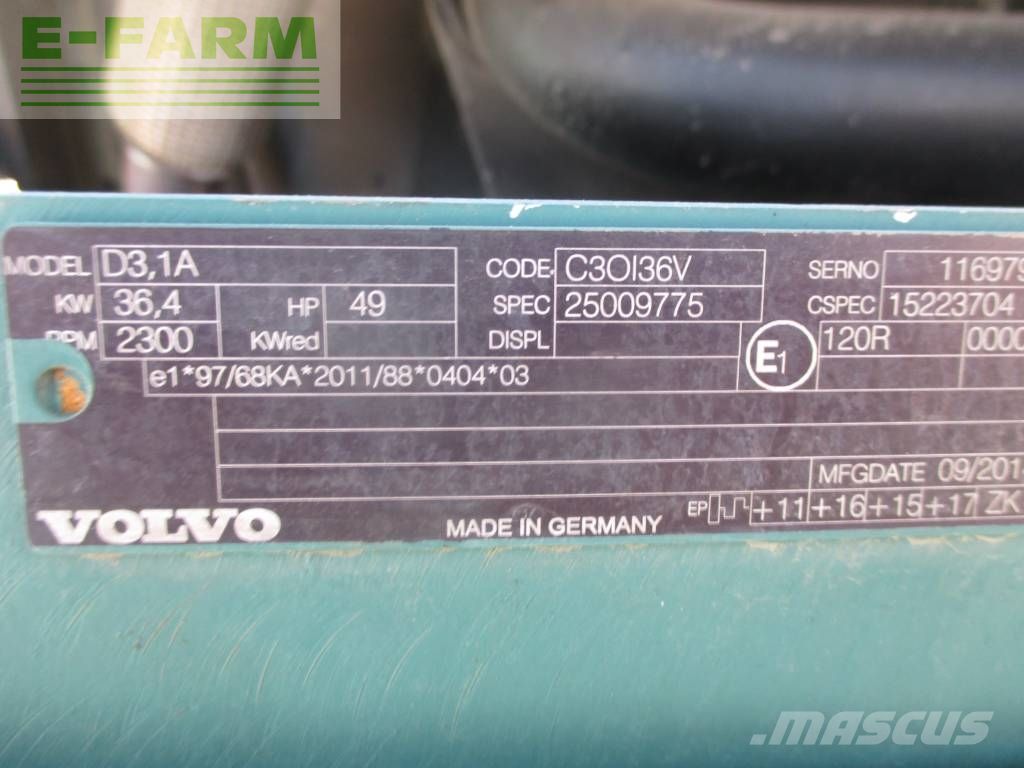 E-FARM
MODEL D3,1A CODE C3OI36V SERNO 116979
KW 36,4 HP 49 SPEC 25009775 CSPEC 15223704
RPM 2300 KWred DISPL E1 120R 0000
e1*97/68KA*2011/88*0404*03
MFGDATE 09/201
VOLVO MADE IN GERMANY EP +11 +16 +15 +17 ZK
MASCUS